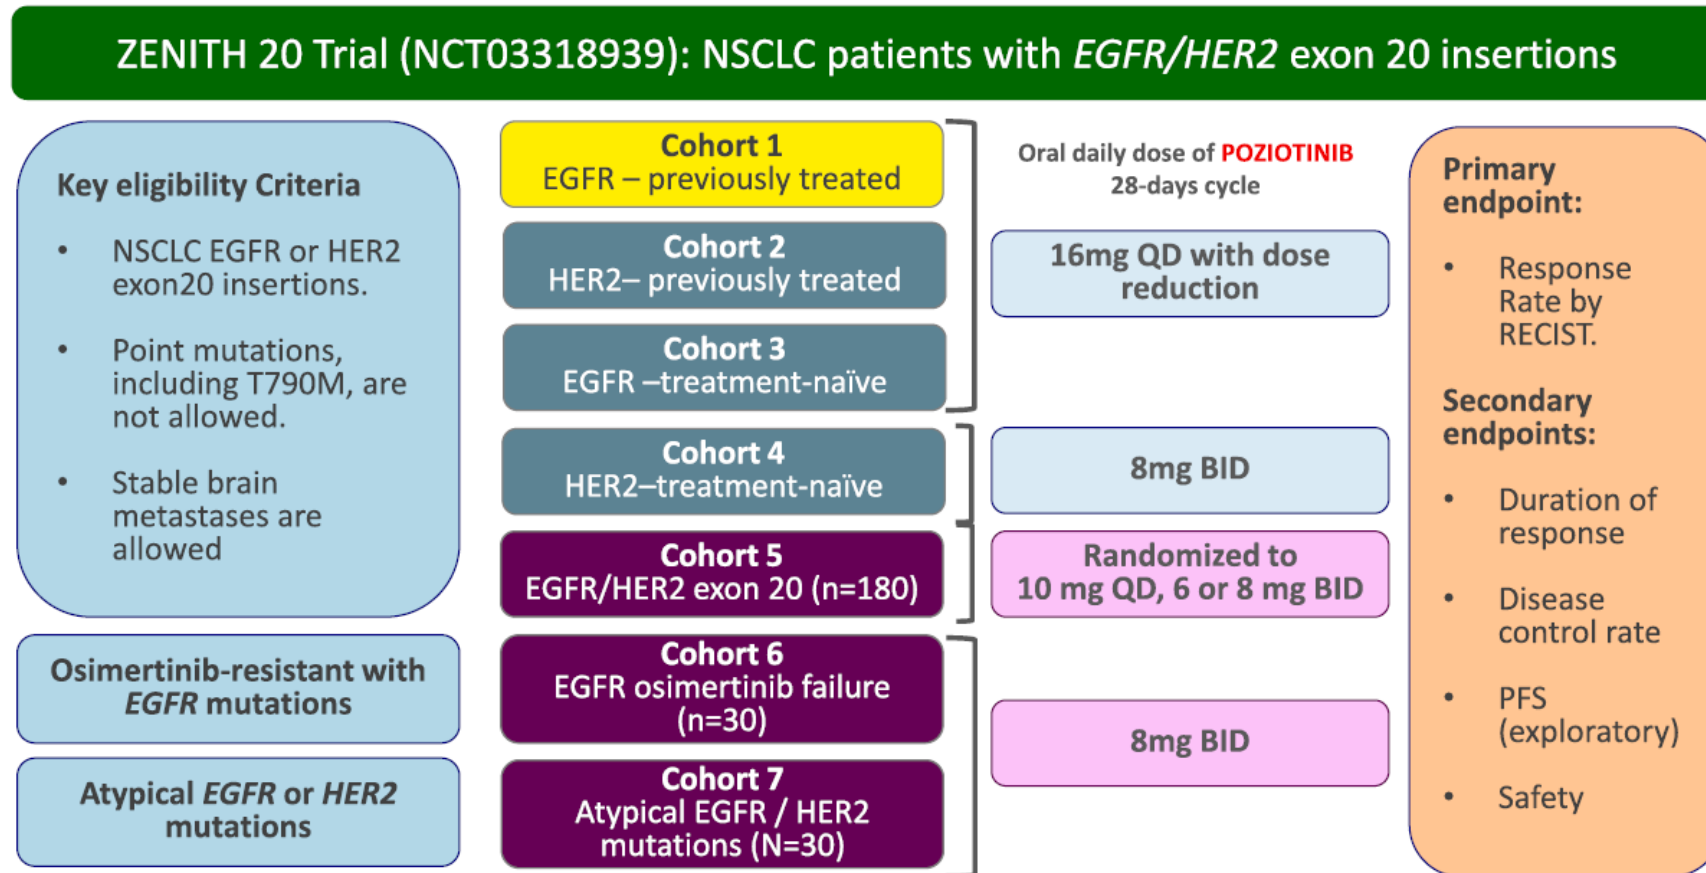 ZENITH 20 Trial (NCT03318939): NSCLC patients with EGFR/HER2 exon 20 insertions
Key eligibility Criteria
• NSCLC EGFR or HER2
exon20 insertions.
• Point mutations,
including T790M, are
not allowed.
• Stable brain
metastases are
allowed
Osimertinib-resistant with
EGFR mutations
Atypical EGFR or HER2
mutations
Cohort 1
EGFR – previously treated
Cohort 2
HER2– previously treated
Cohort 3
EGFR –treatment-naïve
Cohort 4
HER2–treatment-naïve
Cohort 5
EGFR/HER2 exon 20 (n=180)
Cohort 6
EGFR osimertinib failure
(n=30)
Cohort 7
Atypical EGFR / HER2
mutations (N=30)
Oral daily dose of POZIOTINIB
28-days cycle
16mg QD with dose
reduction
8mg BID
Randomized to
10 mg QD, 6 or 8 mg BID
8mg BID
Primary
endpoint:
• Response
Rate by
RECIST.
Secondary
endpoints:
• Duration of
response
• Disease
control rate
• PFS
(exploratory)
• Safety